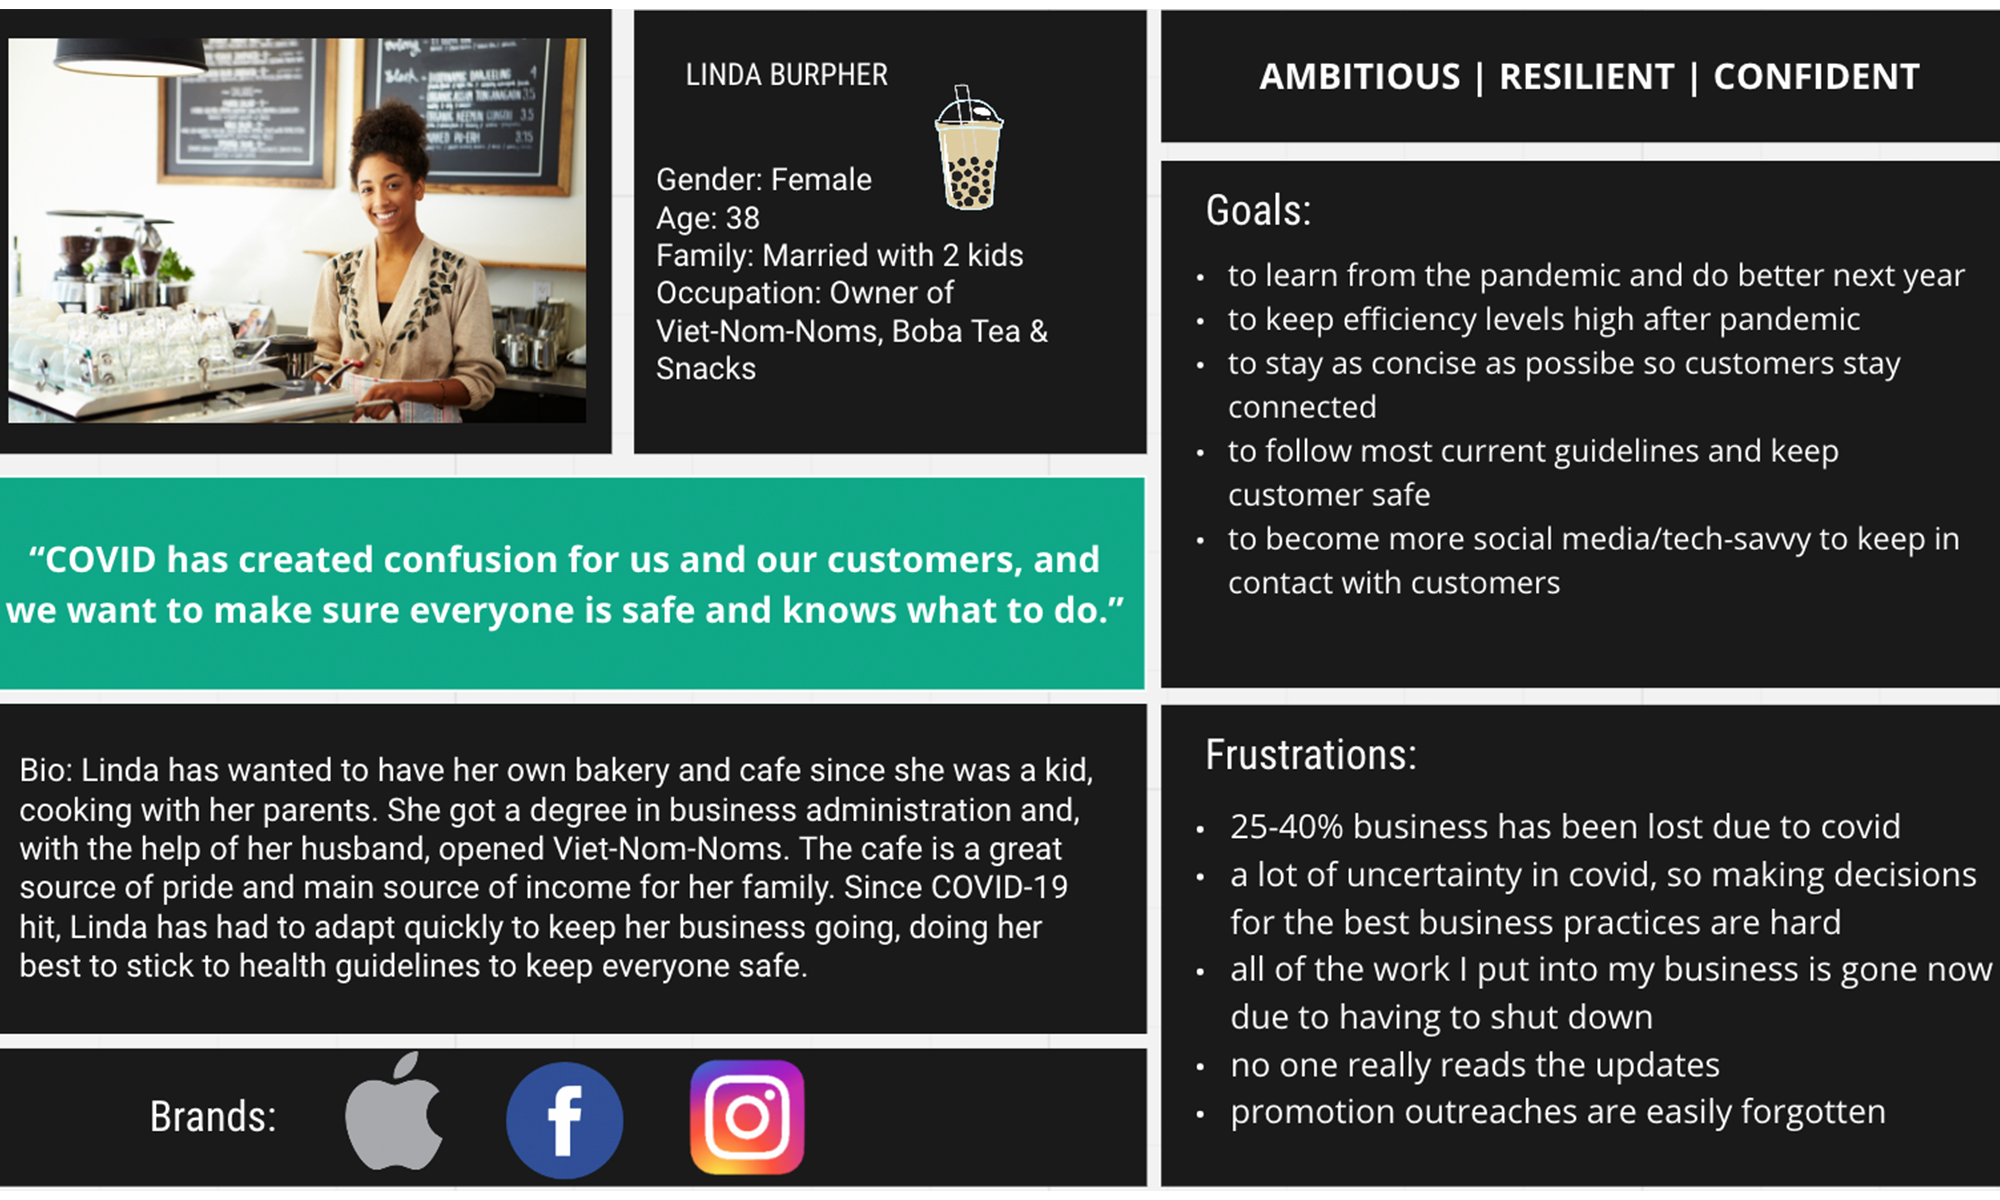 LINDA BURPHER
Gender: Female
Age: 38
Family: Married with 2 kids
Occupation: Owner of
Viet-Nom-Noms, Boba Tea &
Snacks
AMBITIOUS | RESILIENT | CONFIDENT
Goals:
• to learn from the pandemic and do better next year
• to keep efficiency levels high after pandemic
• to stay as concise as possibe so customers stay
connected
• to follow most current guidelines and keep
customer safe
• to become more social media/tech-savvy to keep in
contact with customers
“COVID has created confusion for us and our customers, and
we want to make sure everyone is safe and knows what to do.”
Bio: Linda has wanted to have her own bakery and cafe since she was a kid,
cooking with her parents. She got a degree in business administration and,
with the help of her husband, opened Viet-Nom-Noms. The cafe is a great
source of pride and main source of income for her family. Since COVID-19
hit, Linda has had to adapt quickly to keep her business going, doing her
best to stick to health guidelines to keep everyone safe.
Brands:
Frustrations:
• 25-40% business has been lost due to covid
• a lot of uncertainty in covid, so making decisions
for the best business practices are hard
• all of the work I put into my business is gone now
due to having to shut down
• no one really reads the updates
• promotion outreaches are easily forgotten